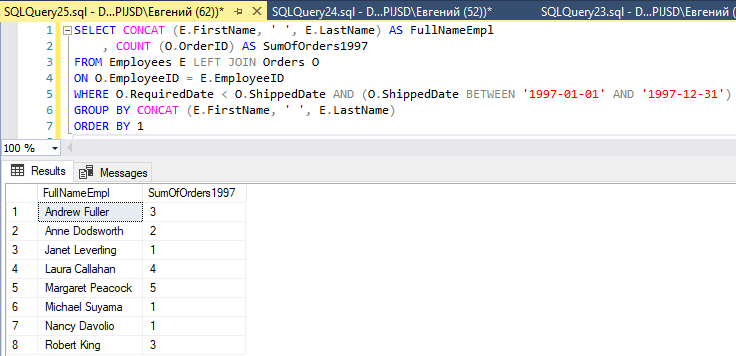 SQLQuery25.sql - D...PIJSD\Евгений (62))* SQLQuery24.sql - D...PIJSD\Евгений (52))* SQLQuery23.sql - D...PIJSD\Евгений
1 SELECT CONCAT (E.FirstName, ' ', E.LastName) AS FullNameEmpl
2 , COUNT (O.OrderID) AS SumOfOrders1997
3 FROM Employees E LEFT JOIN Orders O
4 ON O.EmployeeID = E.EmployeeID
5 WHERE O.RequiredDate < O.ShippedDate AND (O.ShippedDate BETWEEN '1997-01-01' AND '1997-12-31')
6 GROUP BY CONCAT (E.FirstName, ' ', E.LastName)
7 ORDER BY 1
100 %
Results Messages
FullNameEmpl SumOfOrders1997
1 Andrew Fuller 3
2 Anne Dodsworth 2
3 Janet Leverling 1
4 Laura Callahan 4
5 Margaret Peacock 5
6 Michael Suyama 1
7 Nancy Davolio 1
8 Robert King 3